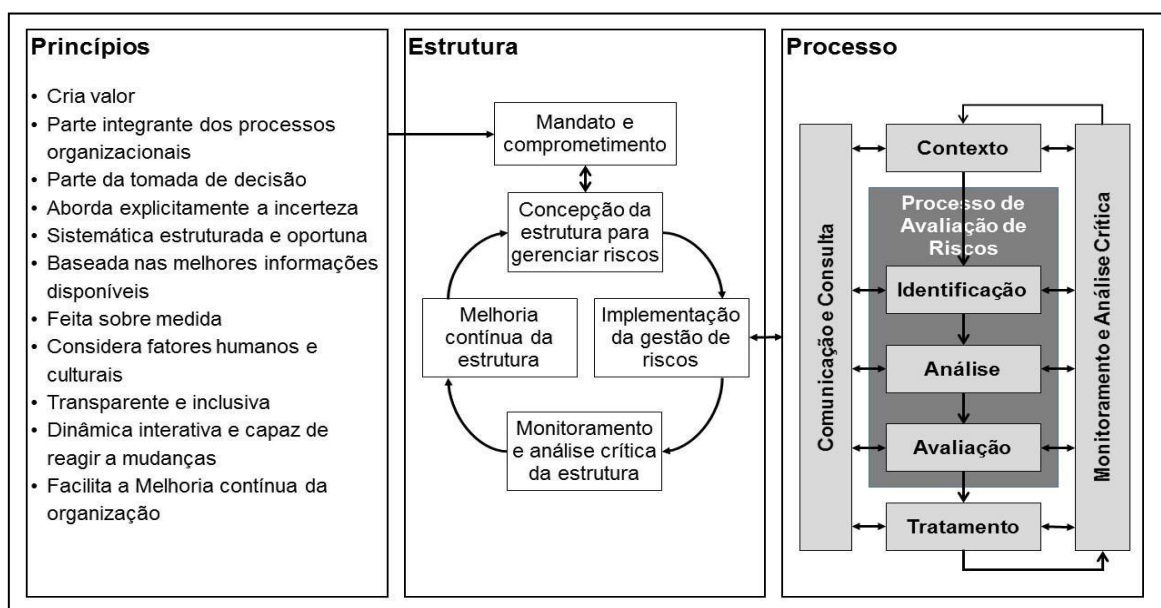 Princípios
• Cria valor
• Parte integrante dos processos
organizacionais
• Parte da tomada de decisão
• Aborda explicitamente a incerteza
• Sistemática estruturada e oportuna
• Baseada nas melhores informações
disponíveis
• Feita sobre medida
• Considera fatores humanos e
culturais
• Transparente e inclusiva
• Dinâmica interativa e capaz de
reagir a mudanças
• Facilita a Melhoria contínua da
organização
Estrutura
Mandato e
comprometimento
Concepção da
estrutura para
gerenciar riscos
Melhoria
contínua da
estrutura
Implementação
da gestão de
riscos
Monitoramento
e análise crítica
da estrutura
Processo
Comunicação e Consulta
Contexto
Processo de
Avaliação de
Riscos
Identificação
Análise
Avaliação
Tratamento
Monitoramento e Análise Crítica